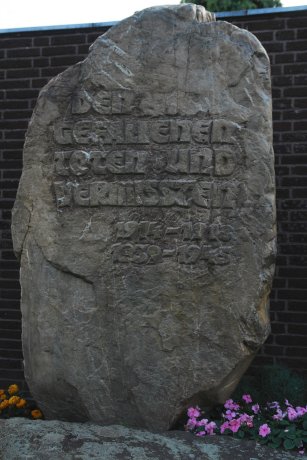 DEN
GEFALLENEN
TOTEN UND
VERMISSTEN
1914-1918
1939-1945